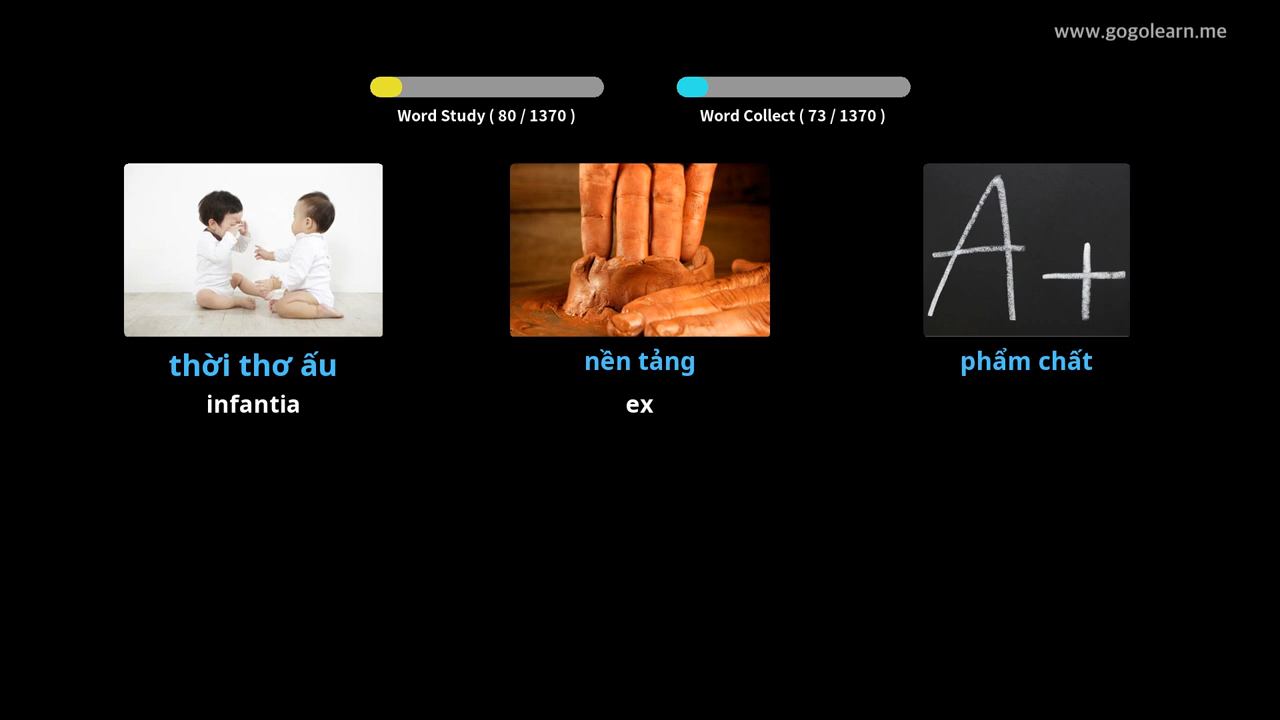 www.gogolearn.me
Word Study ( 80 / 1370 )
Word Collect ( 73 / 1370 )
A+
thời thơ ấu
nền tảng
phẩm chất
infantia
ex